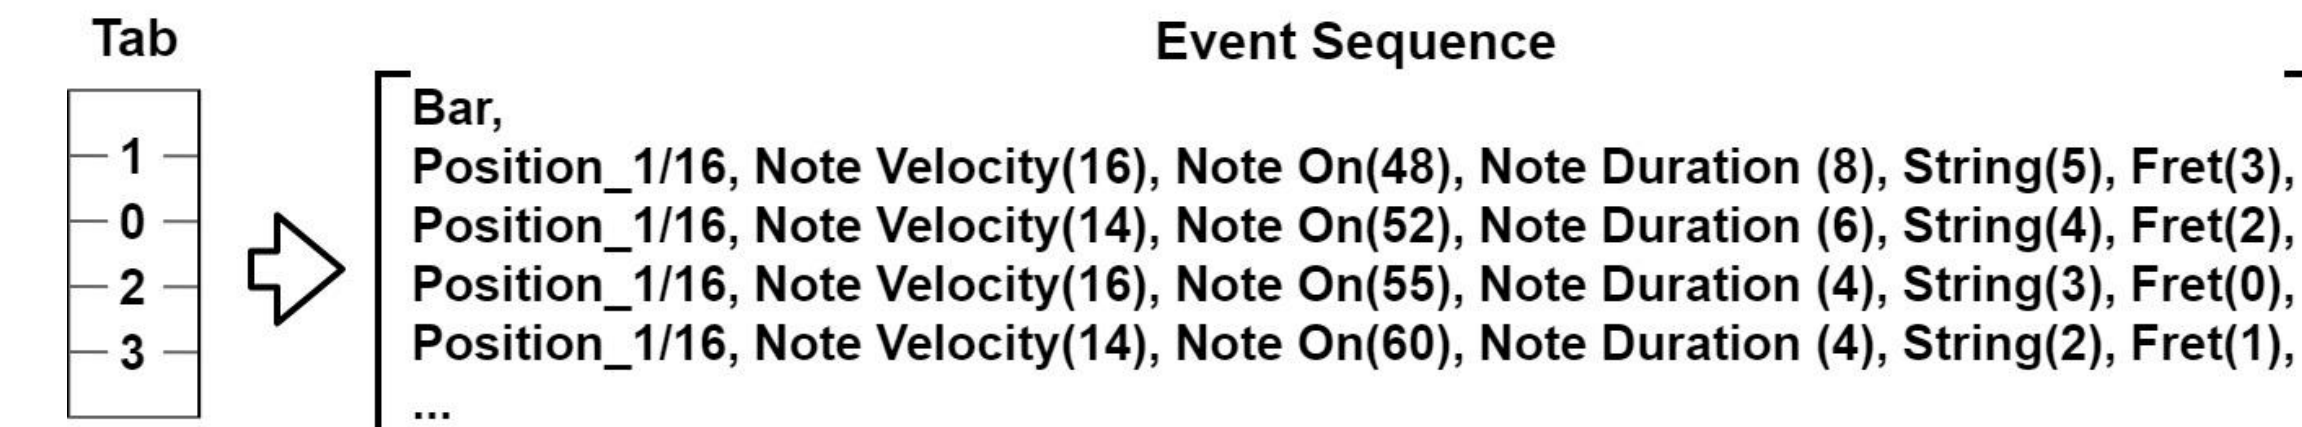 Tab
Event Sequence
1
0
2
3
Bar,
Position_1/16, Note Velocity(16), Note On(48), Note Duration (8), String(5), Fret(3),
Position_1/16, Note Velocity(14), Note On(52), Note Duration (6), String(4), Fret(2),
Position_1/16, Note Velocity(16), Note On(55), Note Duration (4), String(3), Fret(0),
Position_1/16, Note Velocity(14), Note On(60), Note Duration (4), String(2), Fret(1),
...